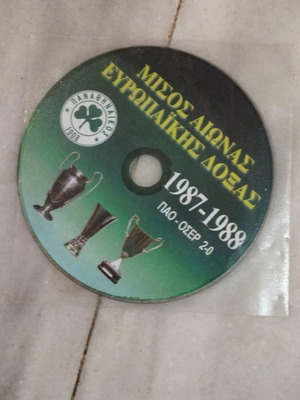 ΜΙΣΟΣ ΑΙΩΝΑΣ
ΕΥΡΩΠΑΪΚΗΣ ΔΟΞΑΣ
ΠΑΝΑΘΗΝΑΪΚΟΣ
1908
1987-1988
ΠΑΟ - ΟΣΕΡ 2-0